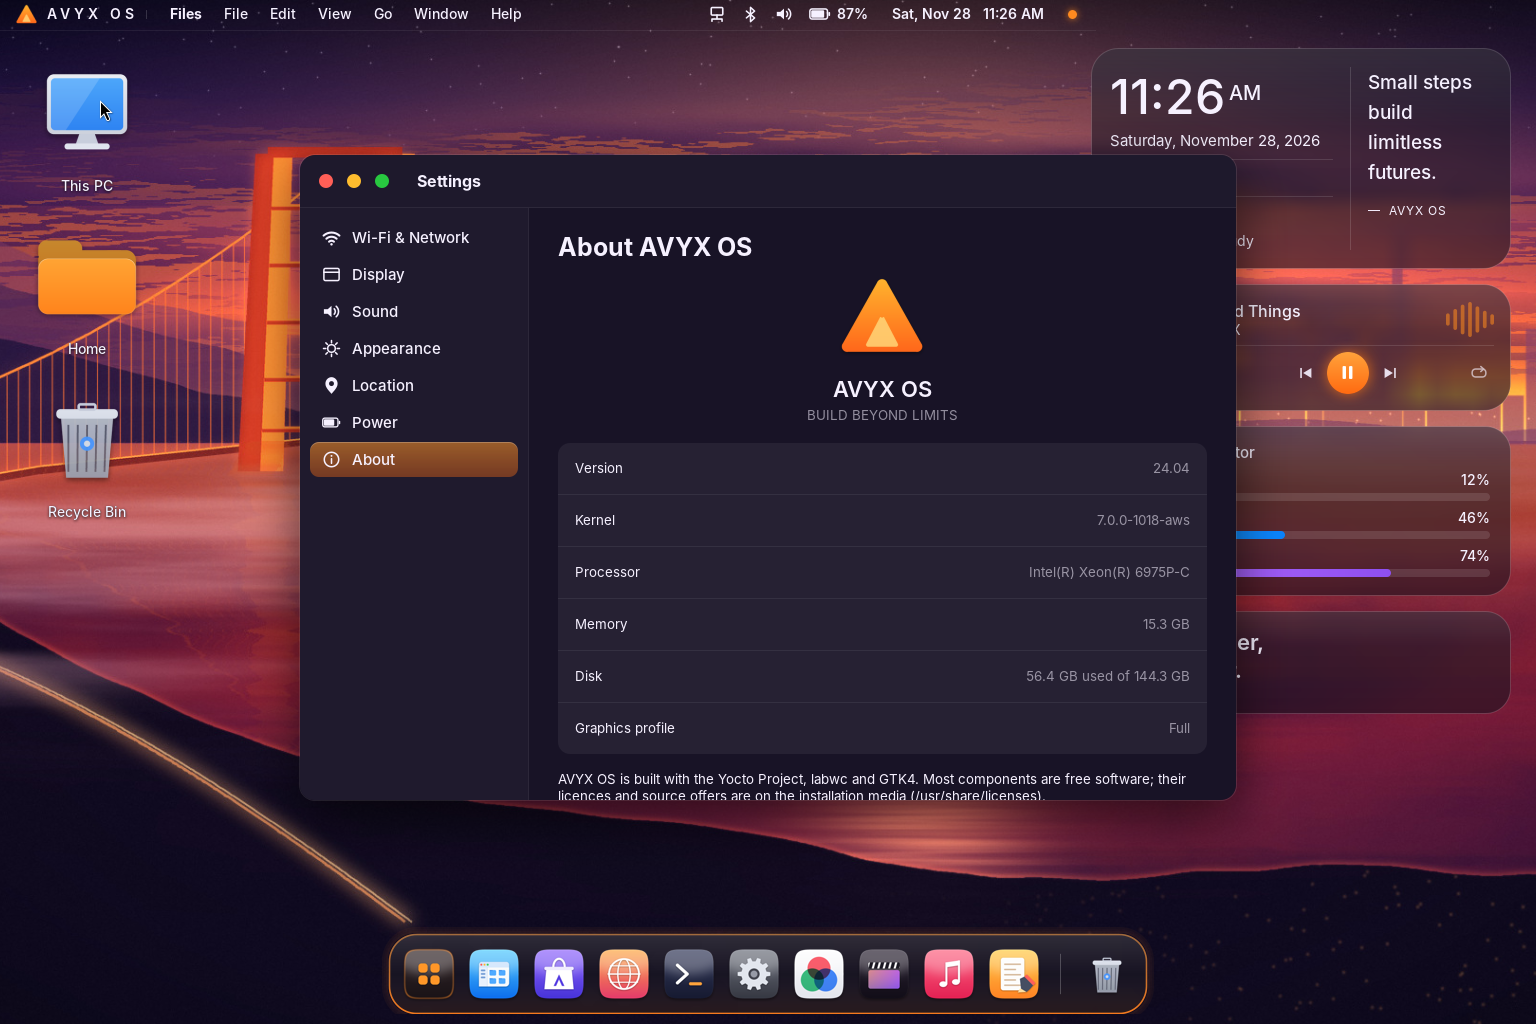 AVYX OS
Files File Edit View Go Window Help
87% Sat, Nov 28 11:26 AM
This PC
Home
Recycle Bin
11:26 AM
Saturday, November 28, 2026
Small steps
build
limitless
futures.
— AVYX OS
dy
d Things
X
tor
12%
46%
74%
er,
.
Settings
Wi-Fi & Network
Display
Sound
Appearance
Location
Power
About
About AVYX OS
AVYX OS
BUILD BEYOND LIMITS
Version 24.04
Kernel 7.0.0-1018-aws
Processor Intel(R) Xeon(R) 6975P-C
Memory 15.3 GB
Disk 56.4 GB used of 144.3 GB
Graphics profile Full
AVYX OS is built with the Yocto Project, labwc and GTK4. Most components are free software; their
licences and source offers are on the installation media (/usr/share/licenses).